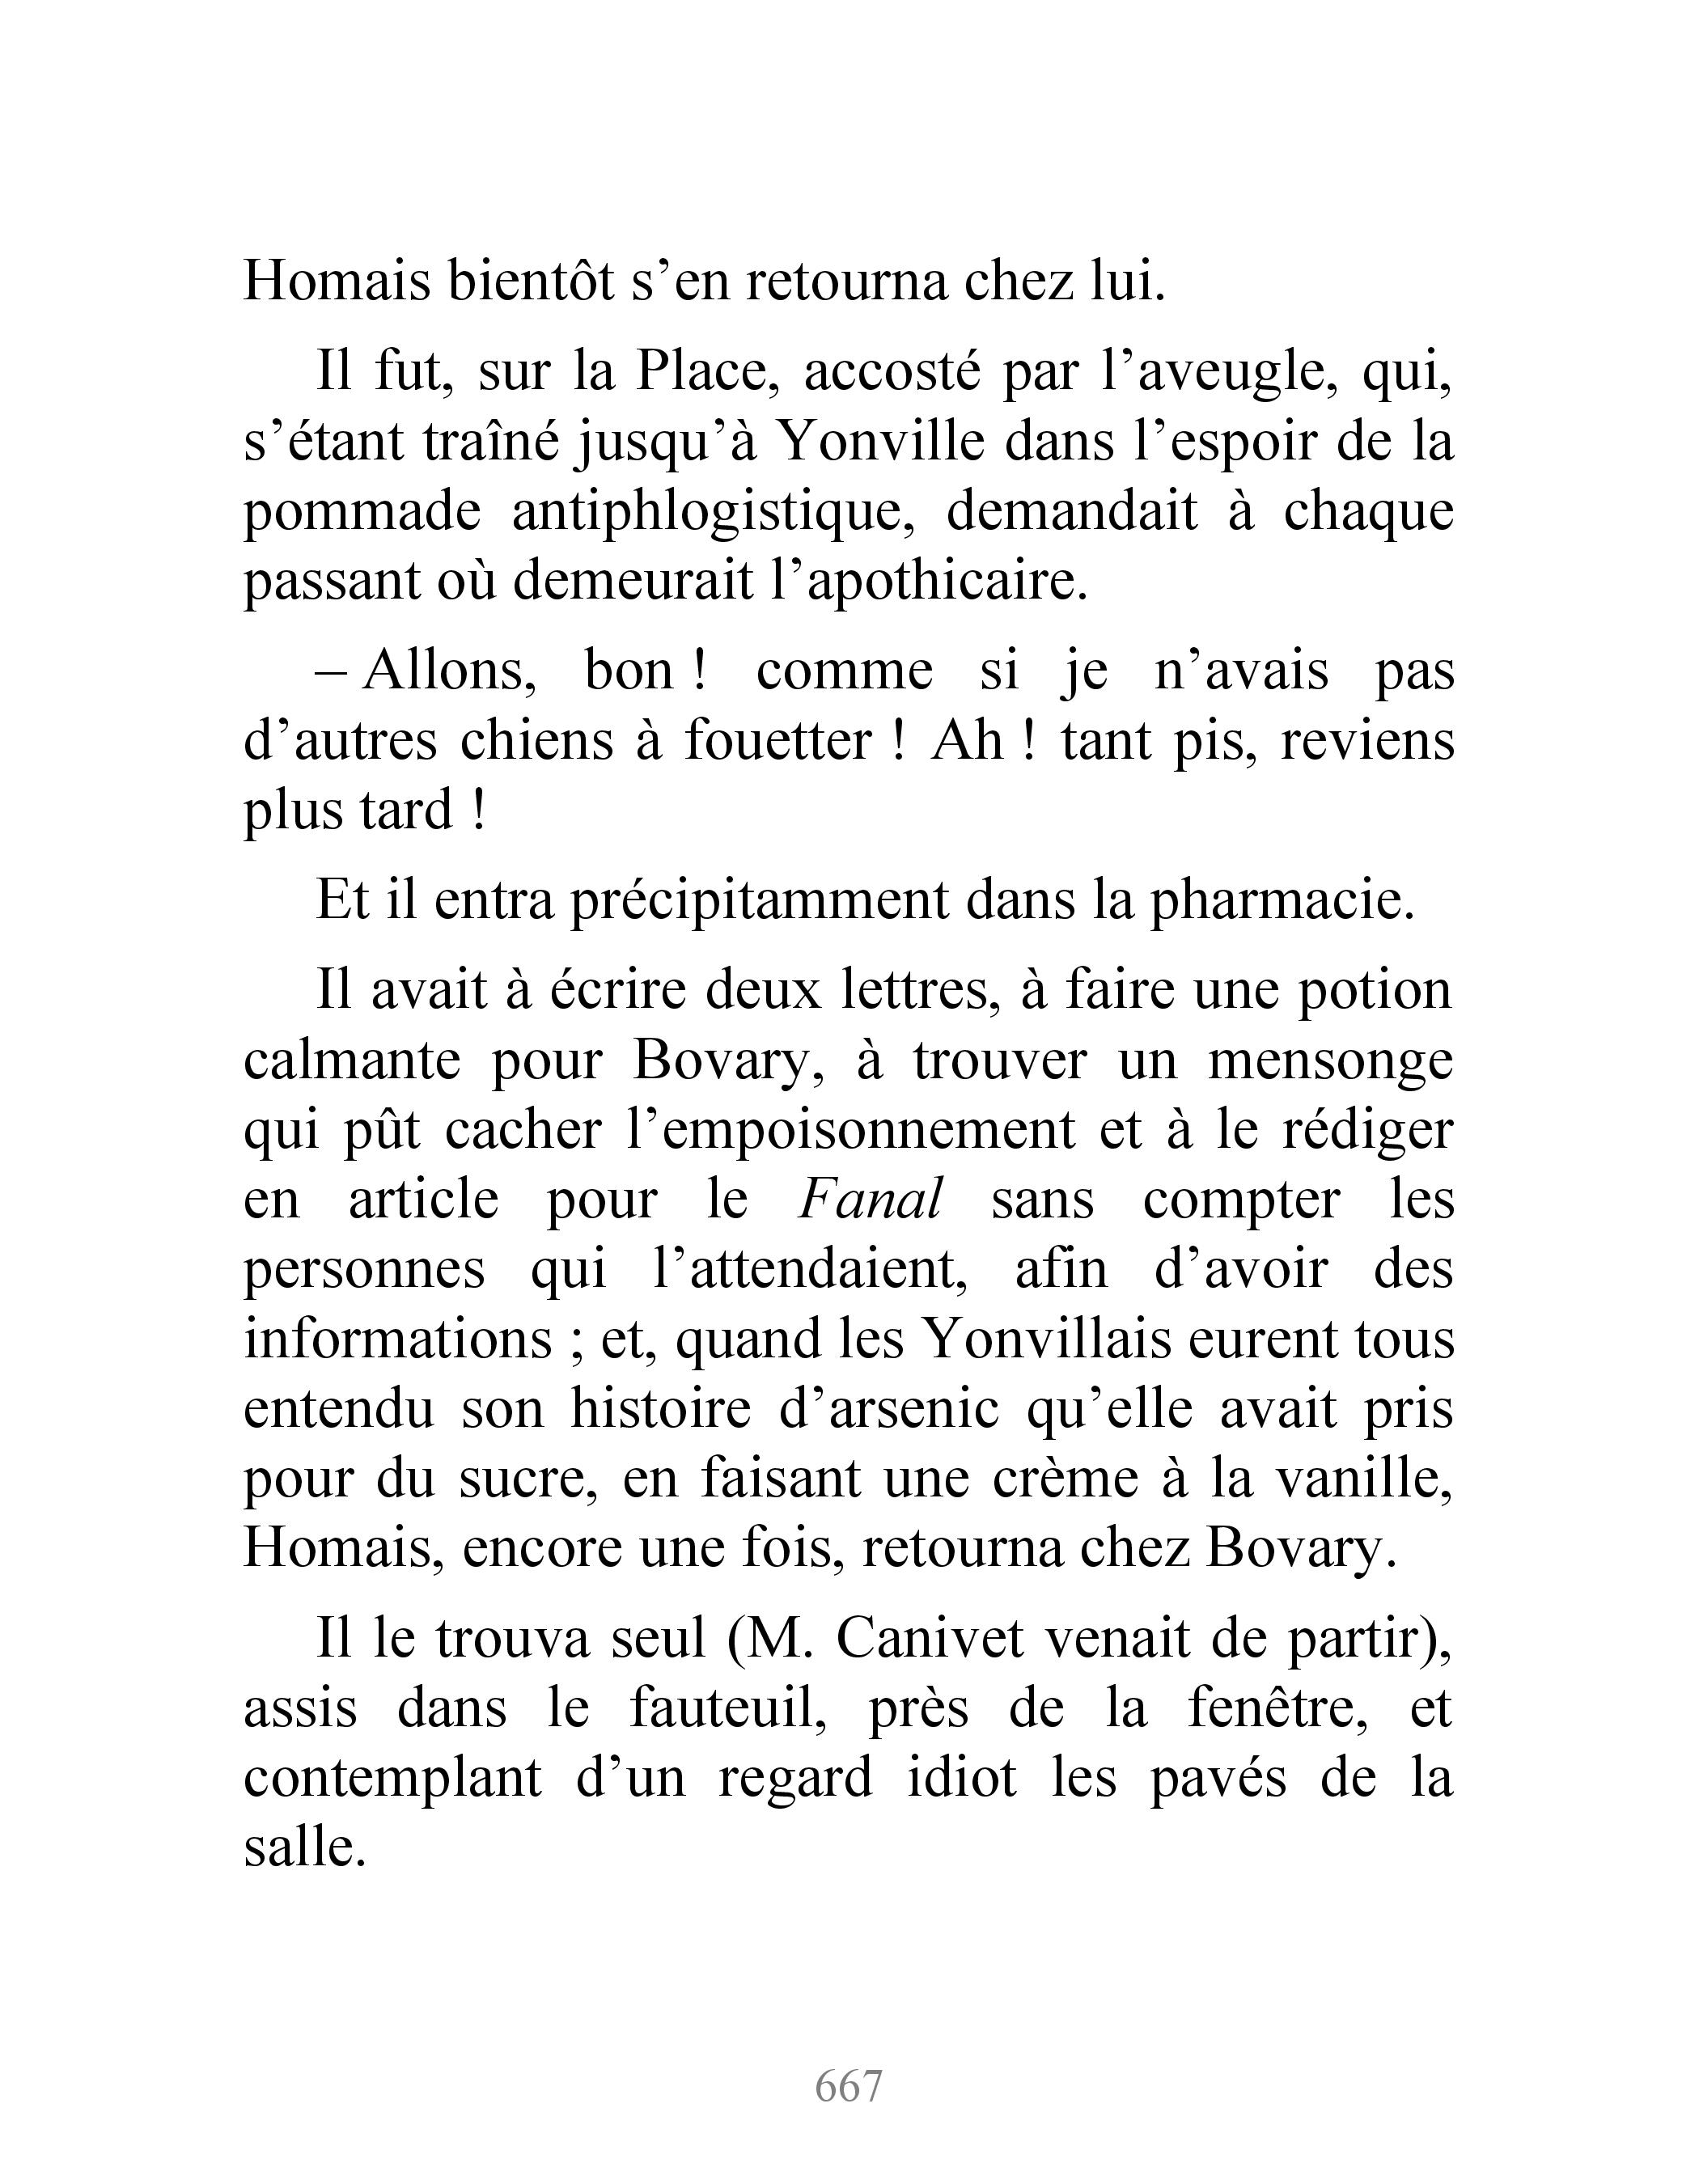 Homais bientôt s’en retourna chez lui.
Il fut, sur la Place, accosté par l’aveugle, qui,
s’étant traîné jusqu’à Yonville dans l’espoir de la
pommade antiphlogistique, demandait à chaque
passant où demeurait l’apothicaire.
– Allons, bon ! comme si je n’avais pas
d’autres chiens à fouetter ! Ah ! tant pis, reviens
plus tard !
Et il entra précipitamment dans la pharmacie.
Il avait à écrire deux lettres, à faire une potion
calmante pour Bovary, à trouver un mensonge
qui pût cacher l’empoisonnement et à le rédiger
en article pour le Fanal sans compter les
personnes qui l’attendaient, afin d’avoir des
informations ; et, quand les Yonvillais eurent tous
entendu son histoire d’arsenic qu’elle avait pris
pour du sucre, en faisant une crème à la vanille,
Homais, encore une fois, retourna chez Bovary.
Il le trouva seul (M. Canivet venait de partir),
assis dans le fauteuil, près de la fenêtre, et
contemplant d’un regard idiot les pavés de la
salle.
667